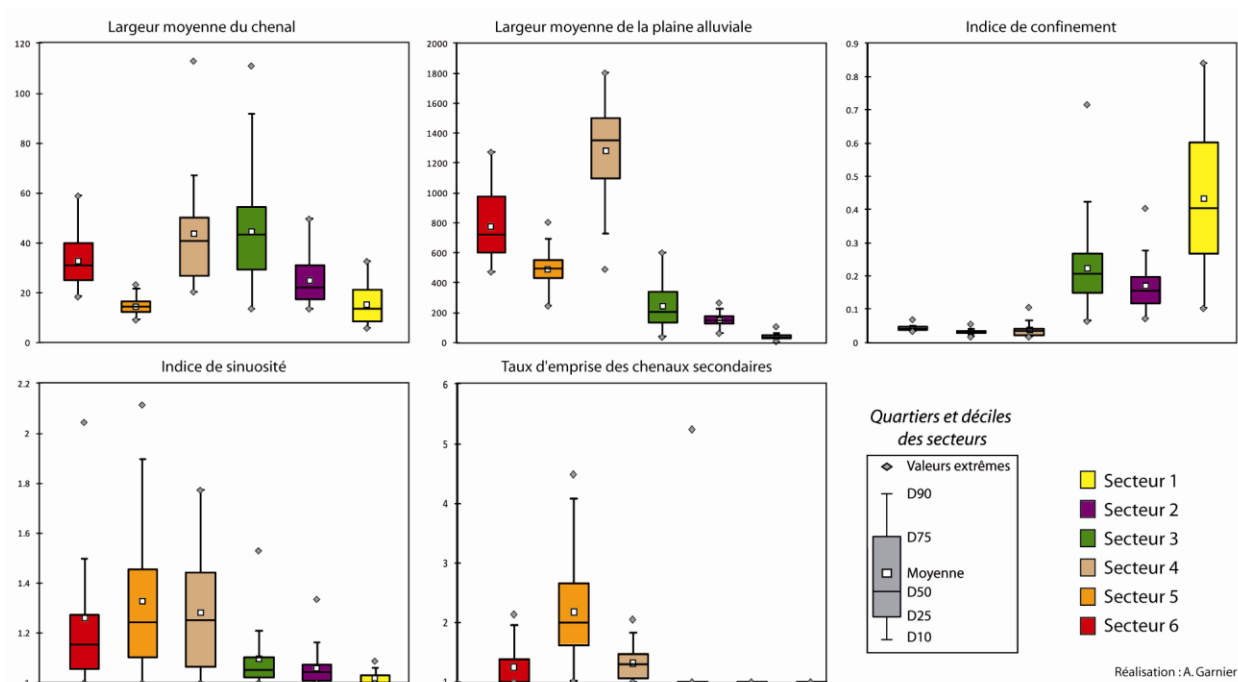 Largeur moyenne du chenal
120
100
80
60
40
20
0
Largeur moyenne de la plaine alluviale
2000
1800
1600
1400
1200
1000
800
600
400
200
0
Indice de confinement
0.9
0.8
0.7
0.6
0.5
0.4
0.3
0.2
0.1
0
Indice de sinuosité
2.2
2
1.8
1.6
1.4
1.2
1
Taux d'emprise des chenaux secondaires
6
5
4
3
2
1
Quartiers et déciles
des secteurs
Valeurs extrêmes
D90
D75
Moyenne
D50
D25
D10
Secteur 1
Secteur 2
Secteur 3
Secteur 4
Secteur 5
Secteur 6
Réalisation : A. Garnier